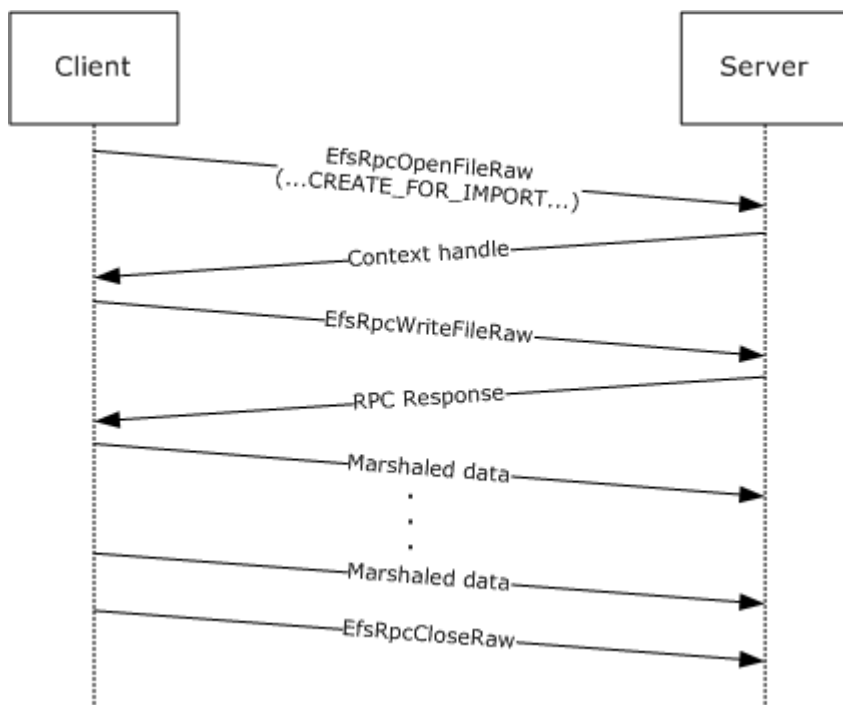 Client
Server
EfsRpcOpenFileRaw
(...CREATE_FOR_IMPORT...)
Context handle
EfsRpcWriteFileRaw
RPC Response
Marshaled data
.
.
.
Marshaled data
EfsRpcCloseRaw